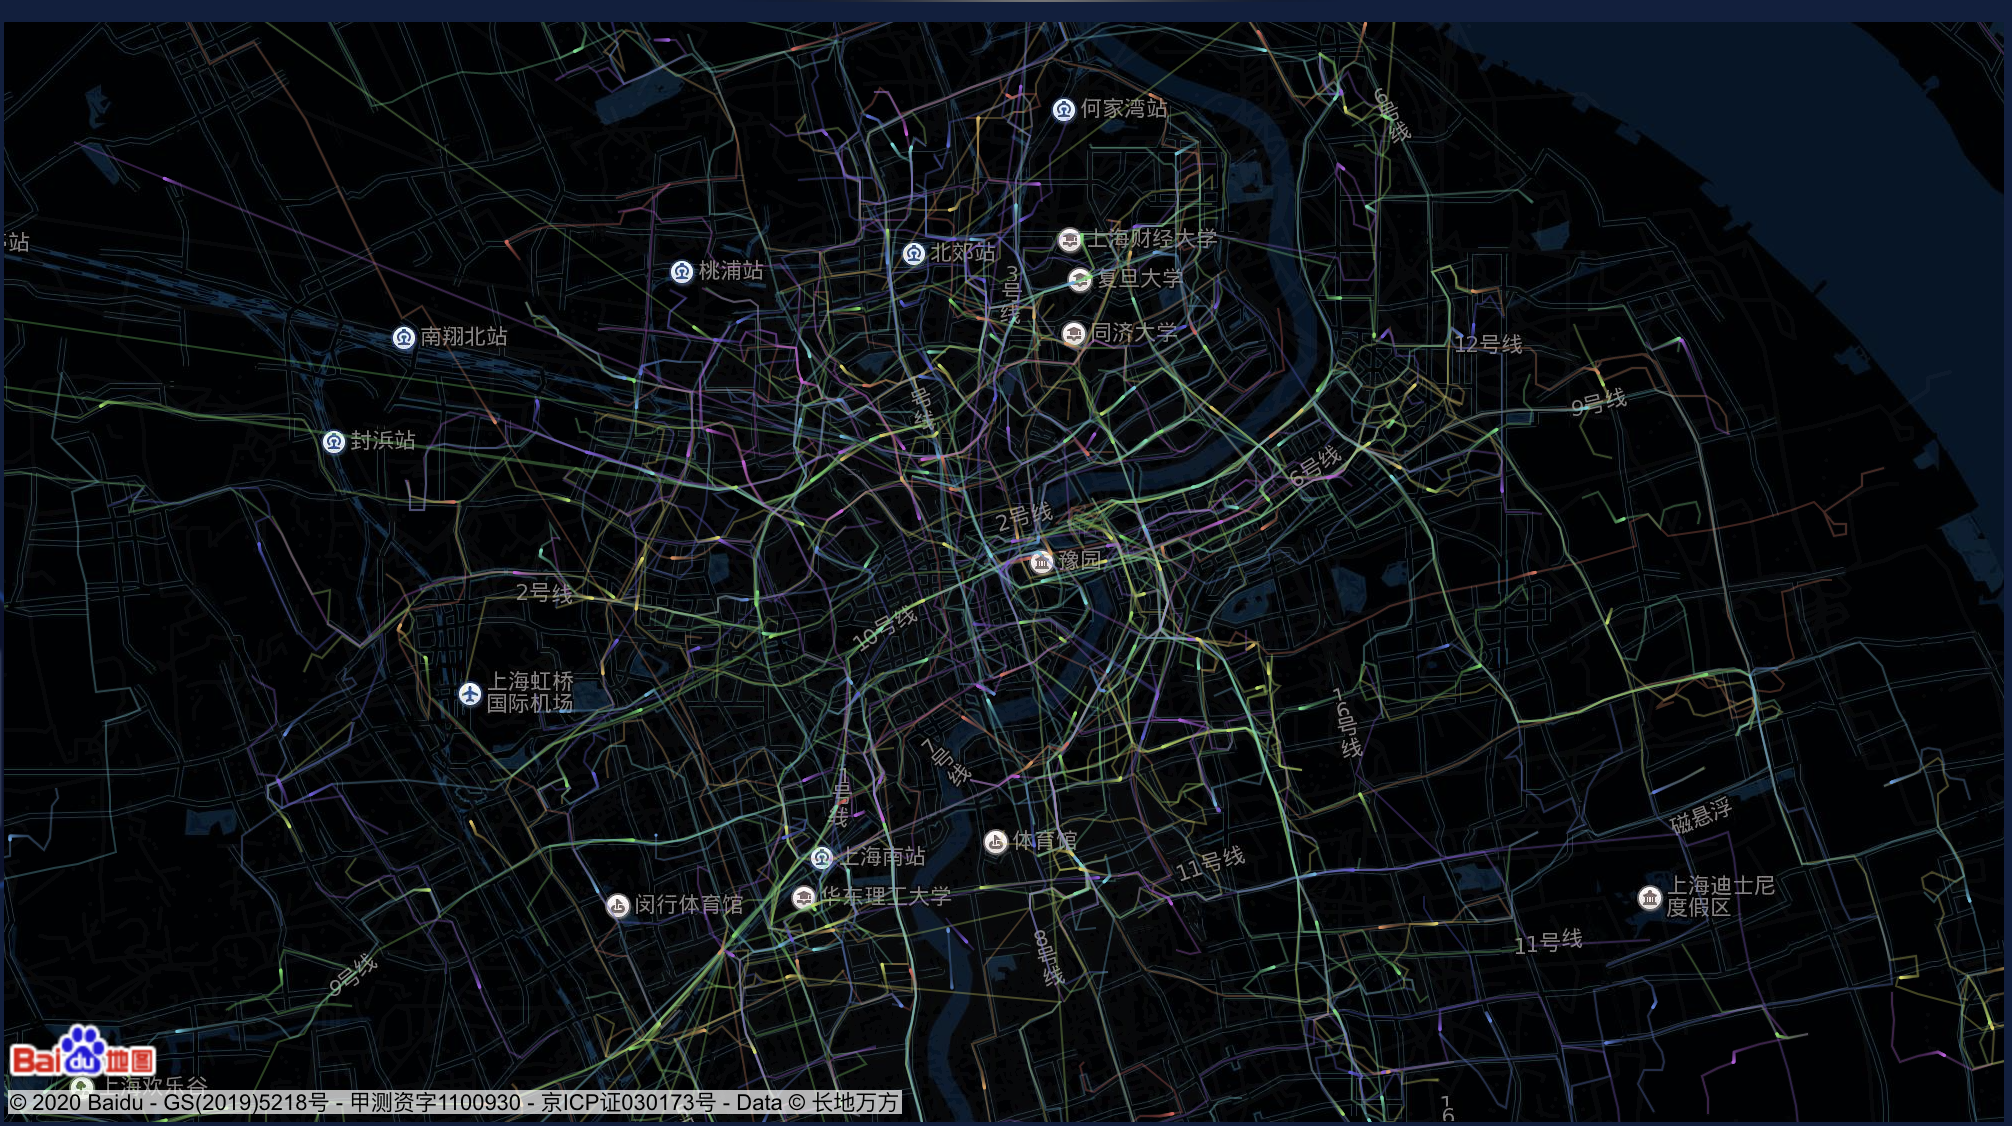 何家湾站
6号线
站
上海财经大学
北郊站
桃浦站
3号线
复旦大学
同济大学
南翔北站
12号线
9号线
号线
封浜站
6号线
2号线
豫园
2号线
10号线
上海虹桥
国际机场
16号线
7号线
1号线
磁悬浮
体育馆
上海南站
11号线
上海迪士尼
度假区
华东理工大学
闵行体育馆
11号线
8号线
9号线
Bai du 地图
上海欢乐谷
© 2020 Baidu - GS(2019)5218号 - 甲测资字1100930 - 京ICP证030173号 - Data © 长地万方
16